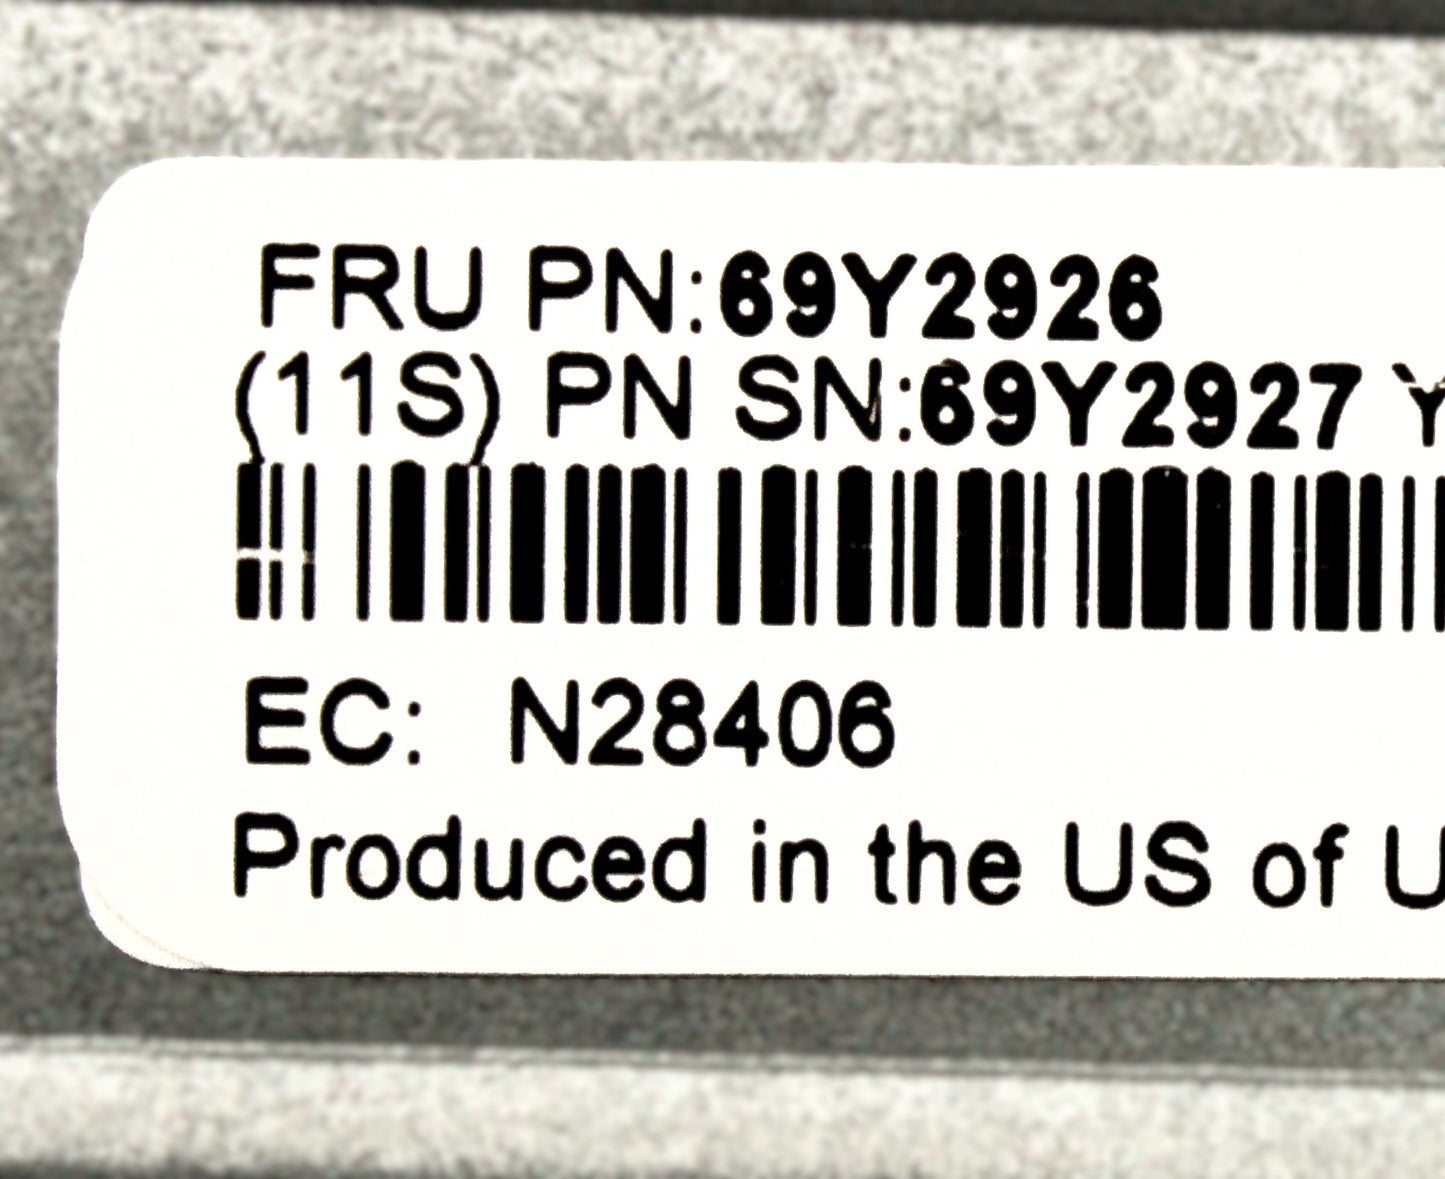 FRU PN:69Y2926
(11S) PN SN:69Y2927 Y
EC: N28406
Produced in the US of U